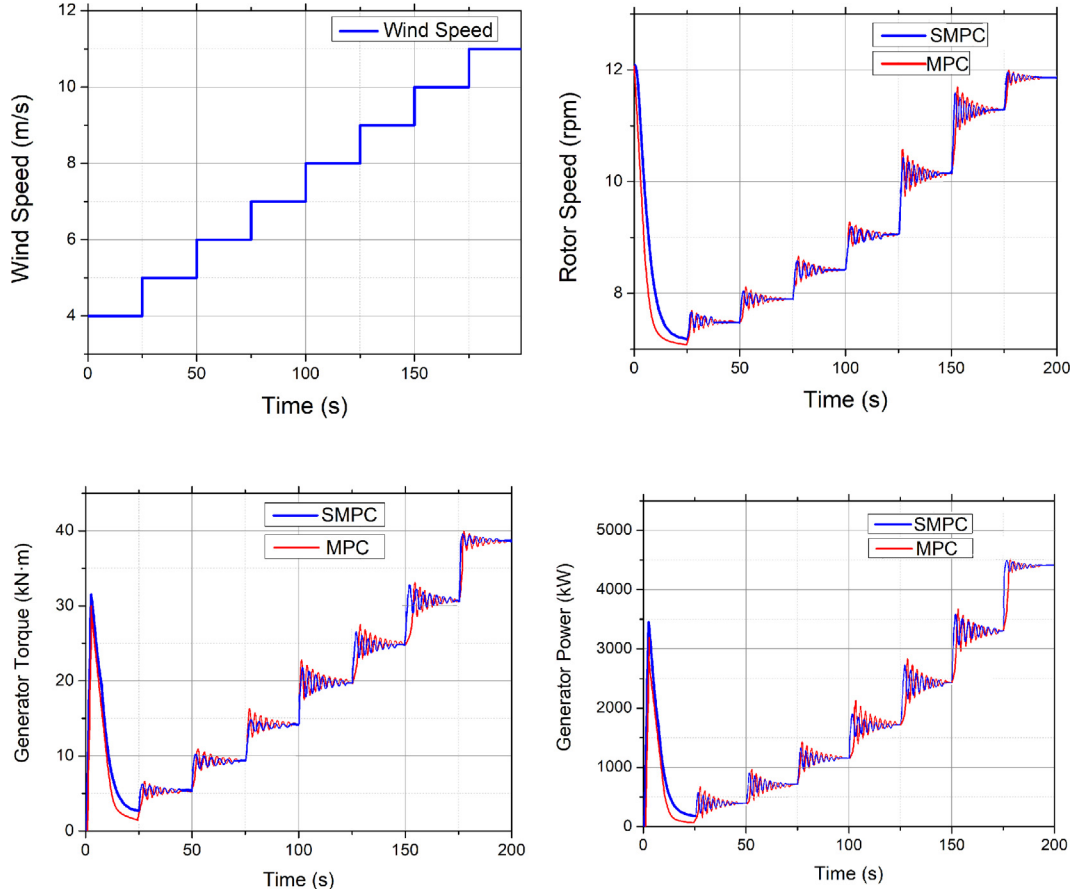 Wind Speed
Wind Speed (m/s)
12
10
8
6
4
0
50
100
150
Time (s)
SMPC
MPC
Rotor Speed (rpm)
12
10
8
0
50
100
150
200
Time (s)
SMPC
MPC
Generator Torque (kN·m)
40
30
20
10
0
0
50
100
150
200
Time (s)
SMPC
MPC
Generator Power (kW)
5000
4000
3000
2000
1000
0
0
50
100
150
200
Time (s)